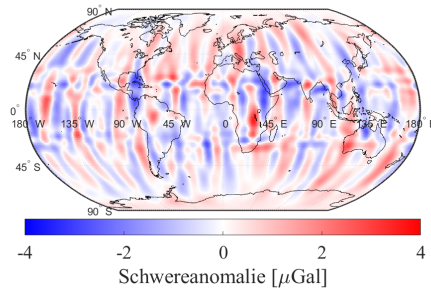 90° N
45° N
0°
180° W 135° W 90° W 45° W 0° 45° E 90° E 135° E 180° E
45° S
90° S
-4 -2 0 2 4
Schwereanomalie [μGal]